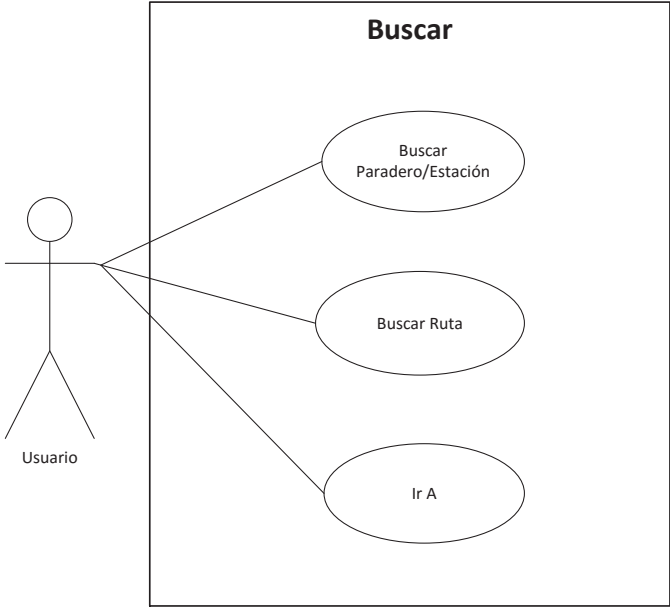 Buscar
Buscar
Paradero/Estación
Buscar Ruta
Usuario
Ir A